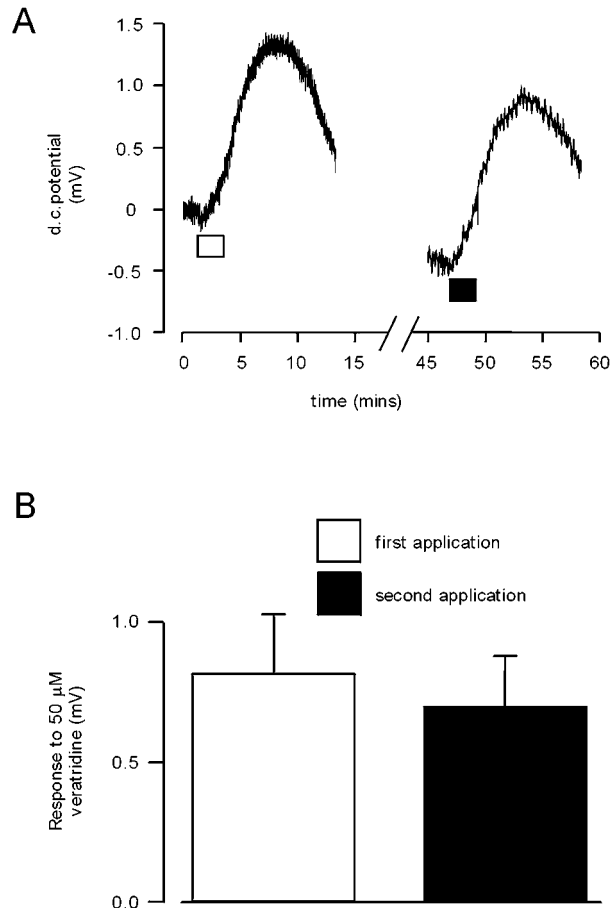 A
1.5
1.0
0.5
0
-0.5
-1.0
d.c.potential
(mV)
0 5 10 15 45 50 55 60
time (mins)
B
first application
second application
1.0
0.5
0.0
Response to 50 µM
veratridine (mV)